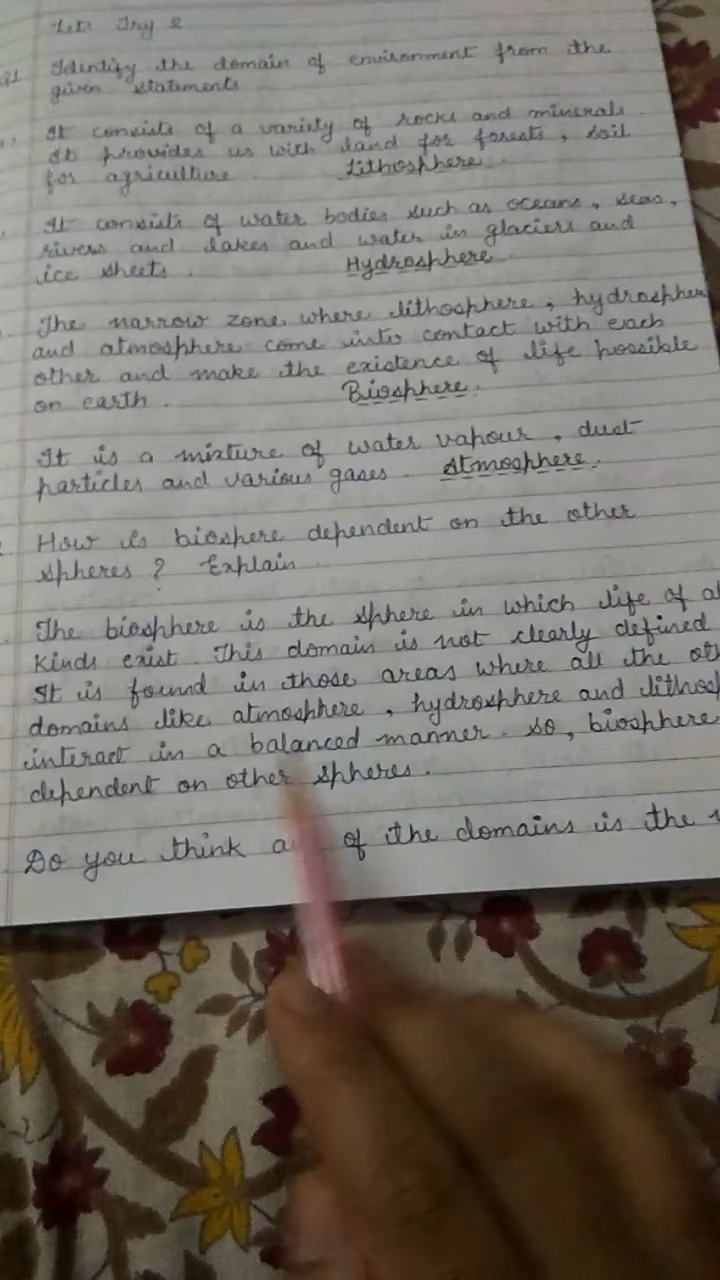 Lets Try 2
Q1 Identify the domain of environment from the
given statements
It consists of a variety of rocks and minerals
It provides us with land for forests, soil
for agriculture. Lithosphere.
It consists of water bodies such as oceans, seas,
rivers and lakes and water in glaciers and
ice sheets. Hydrosphere.
The narrow zone where lithosphere, hydrospher
and atmosphere come into contact with each
other and make the existence of life possible
on earth. Biosphere.
It is a mixture of water vapour, dust
particles and various gases. Atmosphere.
How is bioshere dependent on the other
spheres? Explain
The biosphere is the sphere in which life of al
Kinds exist. This domain is not clearly defined
It is found in those areas where all the oth
domains like atmosphere, hydrosphere and lithosp
interact in a balanced manner. so, biosphere
dependent on other spheres.
Do you think of the domains is the